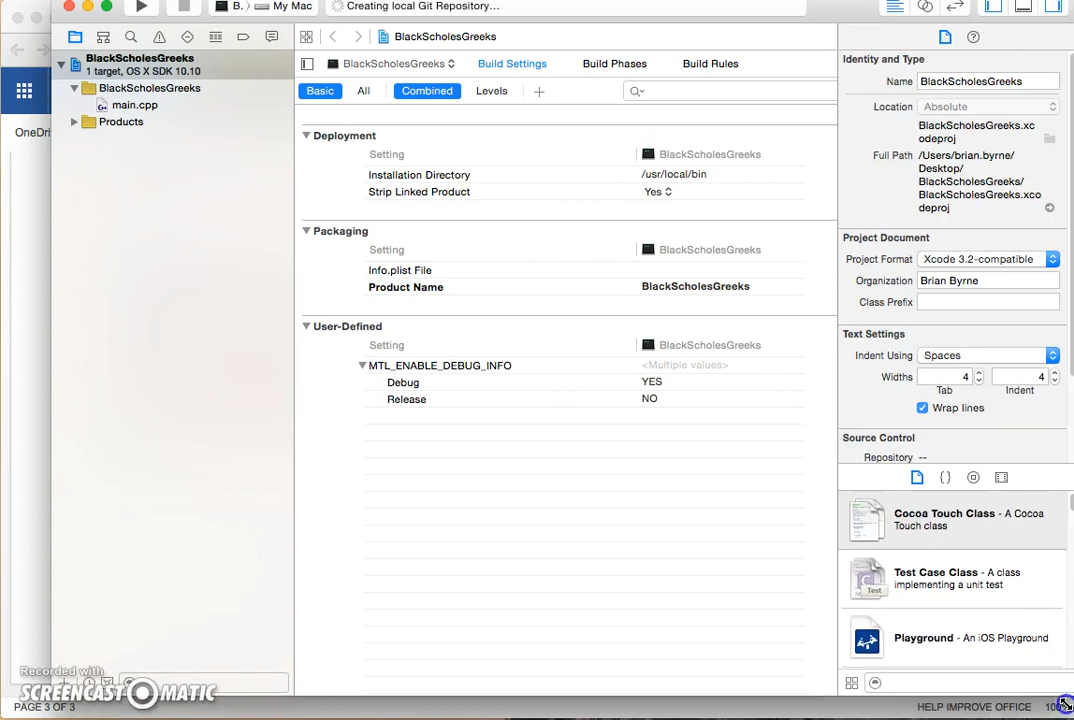 B. My Mac
Creating local Git Repository...
BlackScholesGreeks
1 target, OS X SDK 10.10
BlackScholesGreeks
main.cpp
Products
OneDriv
BlackScholesGreeks
BlackScholesGreeks Build Settings Build Phases Build Rules
Basic All Combined Levels
Deployment
Setting BlackScholesGreeks
Installation Directory /usr/local/bin
Strip Linked Product Yes
Packaging
Setting BlackScholesGreeks
Info.plist File
Product Name BlackScholesGreeks
User-Defined
Setting BlackScholesGreeks
MTL_ENABLE_DEBUG_INFO <Multiple values>
Debug YES
Release NO
Identity and Type
Name BlackScholesGreeks
Location Absolute
BlackScholesGreeks.xc
odeproj
Full Path /Users/brian.byrne/
Desktop/
BlackScholesGreeks/
BlackScholesGreeks.xco
deproj
Project Document
Project Format Xcode 3.2-compatible
Organization Brian Byrne
Class Prefix
Text Settings
Indent Using Spaces
Widths 4 4
Tab Indent
Wrap lines
Source Control
Repository --
Cocoa Touch Class - A Cocoa
Touch class
Test
Test Case Class - A class
implementing a unit test
Playground - An iOS Playground
Recorded with
SCREENCAST-O-MATIC
PAGE 3 OF 3
HELP IMPROVE OFFICE